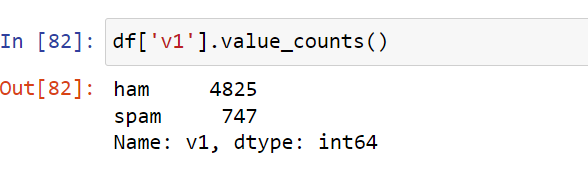 In [82]: df['v1'].value_counts()
Out[82]: ham 4825
spam 747
Name: v1, dtype: int64